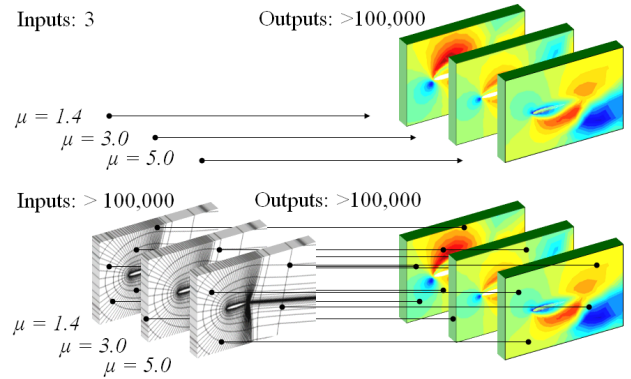 Inputs: 3
Outputs: >100,000
μ = 1.4
μ = 3.0
μ = 5.0
Inputs: > 100,000
Outputs: >100,000
μ = 1.4
μ = 3.0
μ = 5.0